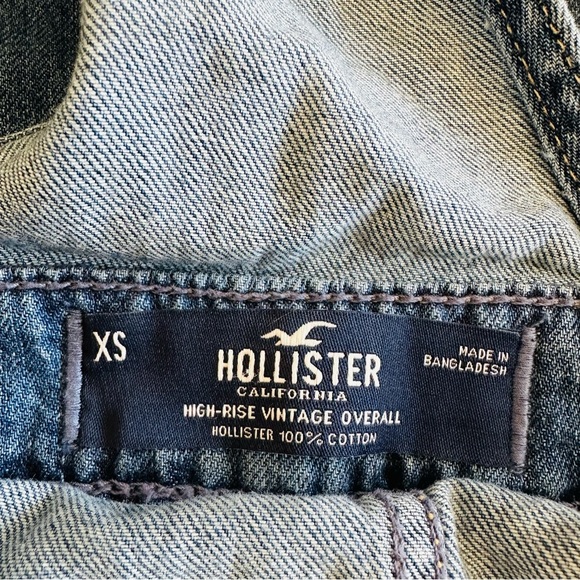 XS
HOLLISTER
CALIFORNIA
HIGH-RISE VINTAGE OVERALL
HOLLISTER 100% COTTON
MADE IN
BANGLADESH